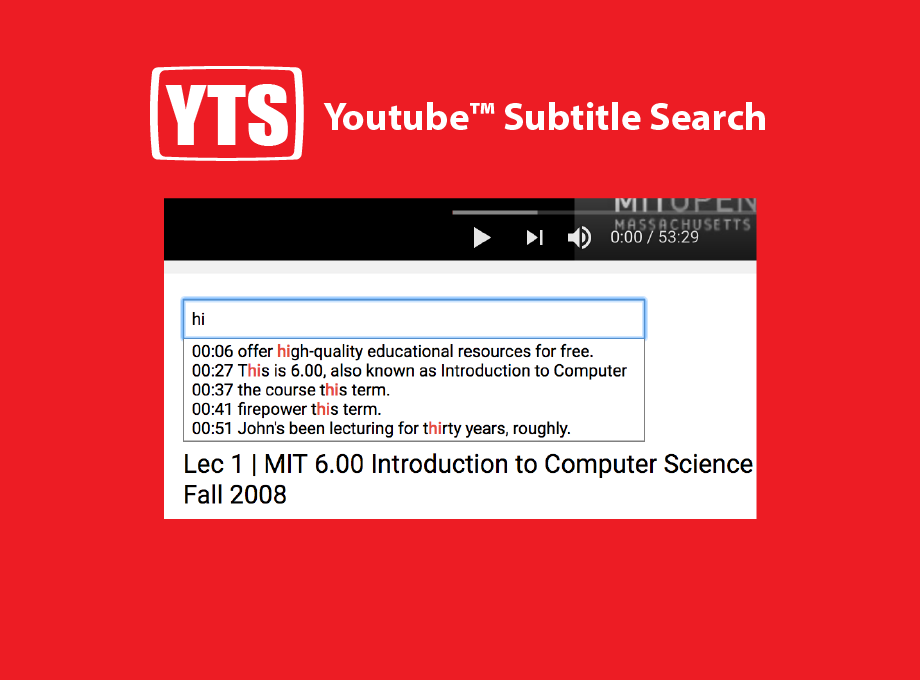 YTS
Youtube™ Subtitle Search
MIT OPEN
MASSACHUSETTS
0:00 / 53:29
hi
00:06 offer high-quality educational resources for free.
00:27 This is 6.00, also known as Introduction to Computer
00:37 the course this term.
00:41 firepower this term.
00:51 John's been lecturing for thirty years, roughly.
Lec 1 | MIT 6.00 Introduction to Computer Science
Fall 2008